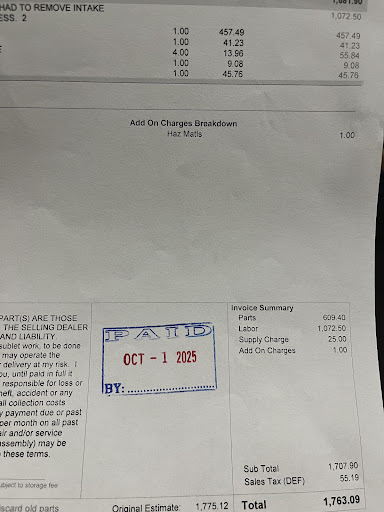 HAD TO REMOVE INTAKE
ESS. 2
1,081.90
1,072.50
1.00 457.49 457.49
1.00 41.23 41.23
4.00 13.96 55.84
1.00 9.08 9.08
1.00 45.76 45.76
Add On Charges Breakdown
Haz Matls 1.00
PART(S) ARE THOSE
THE SELLING DEALER
AND LIABILITY
sublet work, to be done
may operate the
delivery at my risk. I
ou, until paid in full it
responsible for loss or
heft, accident or any
all collection costs
y payment due or past
per month on all past
air and/or service
assembly) may be
these terms.
ubject to storage fee
iscard old parts
PAID
OCT - 1 2025
BY:
Invoice Summary
Parts 609.40
Labor 1,072.50
Supply Charge 25.00
Add On Charges 1.00
Sub Total 1,707.90
Sales Tax (DEF) 55.19
Original Estimate: 1,775.12
Total 1,763.09